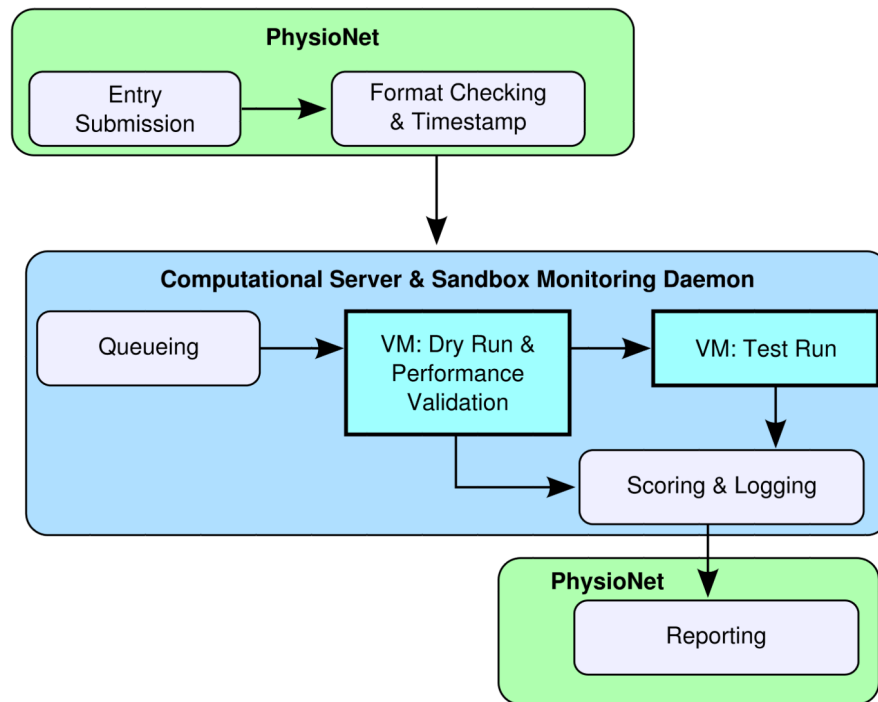 PhysioNet
Entry
Submission
Format Checking
& Timestamp
Computational Server & Sandbox Monitoring Daemon
Queueing
VM: Dry Run &
Performance
Validation
VM: Test Run
Scoring & Logging
PhysioNet
Reporting